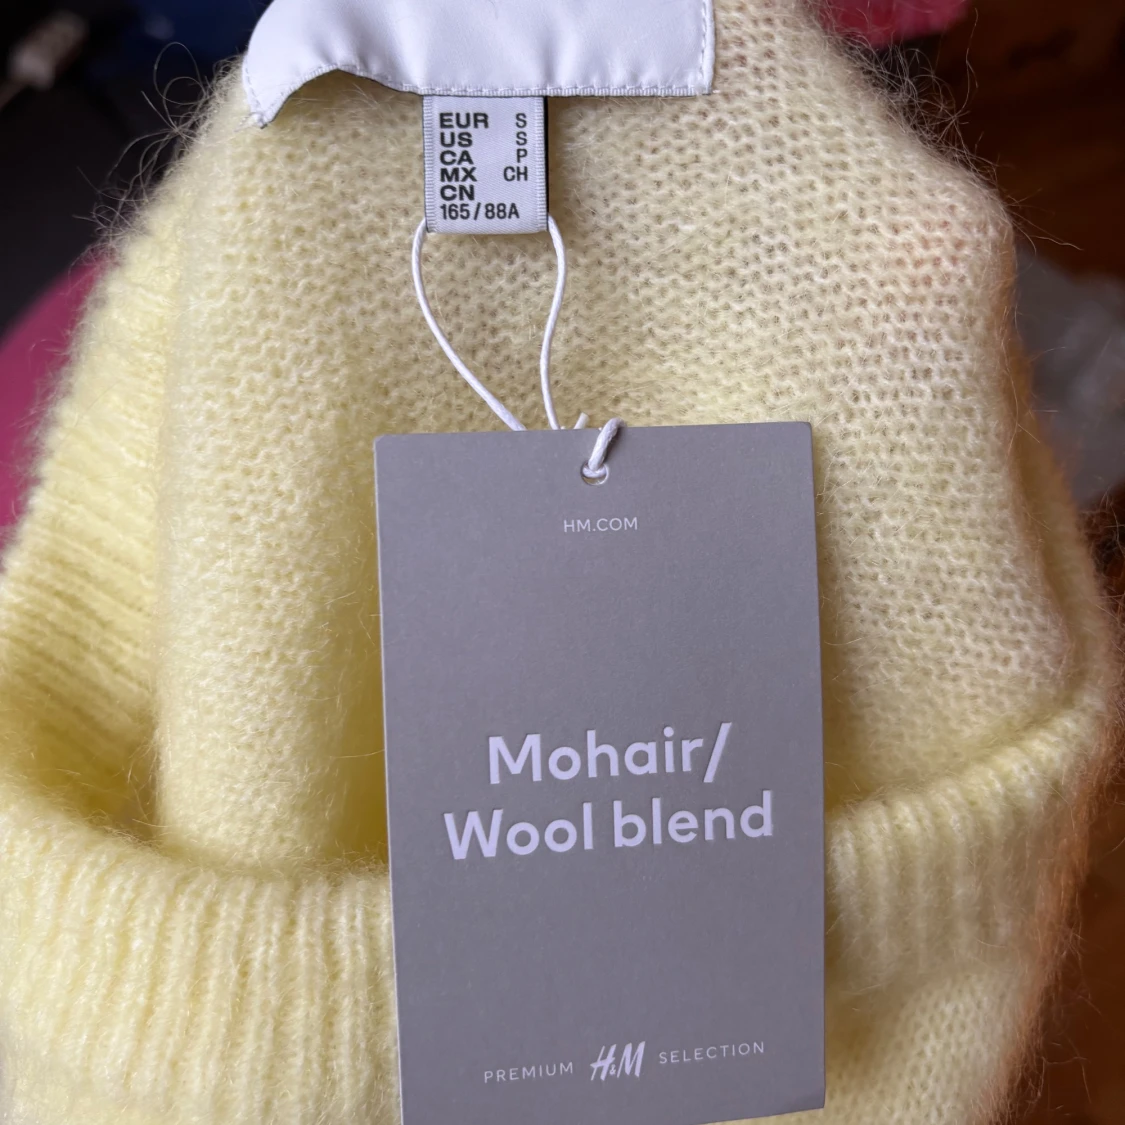 EUR S
US S
CA P
MX CH
CN
165/88A
HM.COM
Mohair/
Wool blend
PREMIUM H&M SELECTION